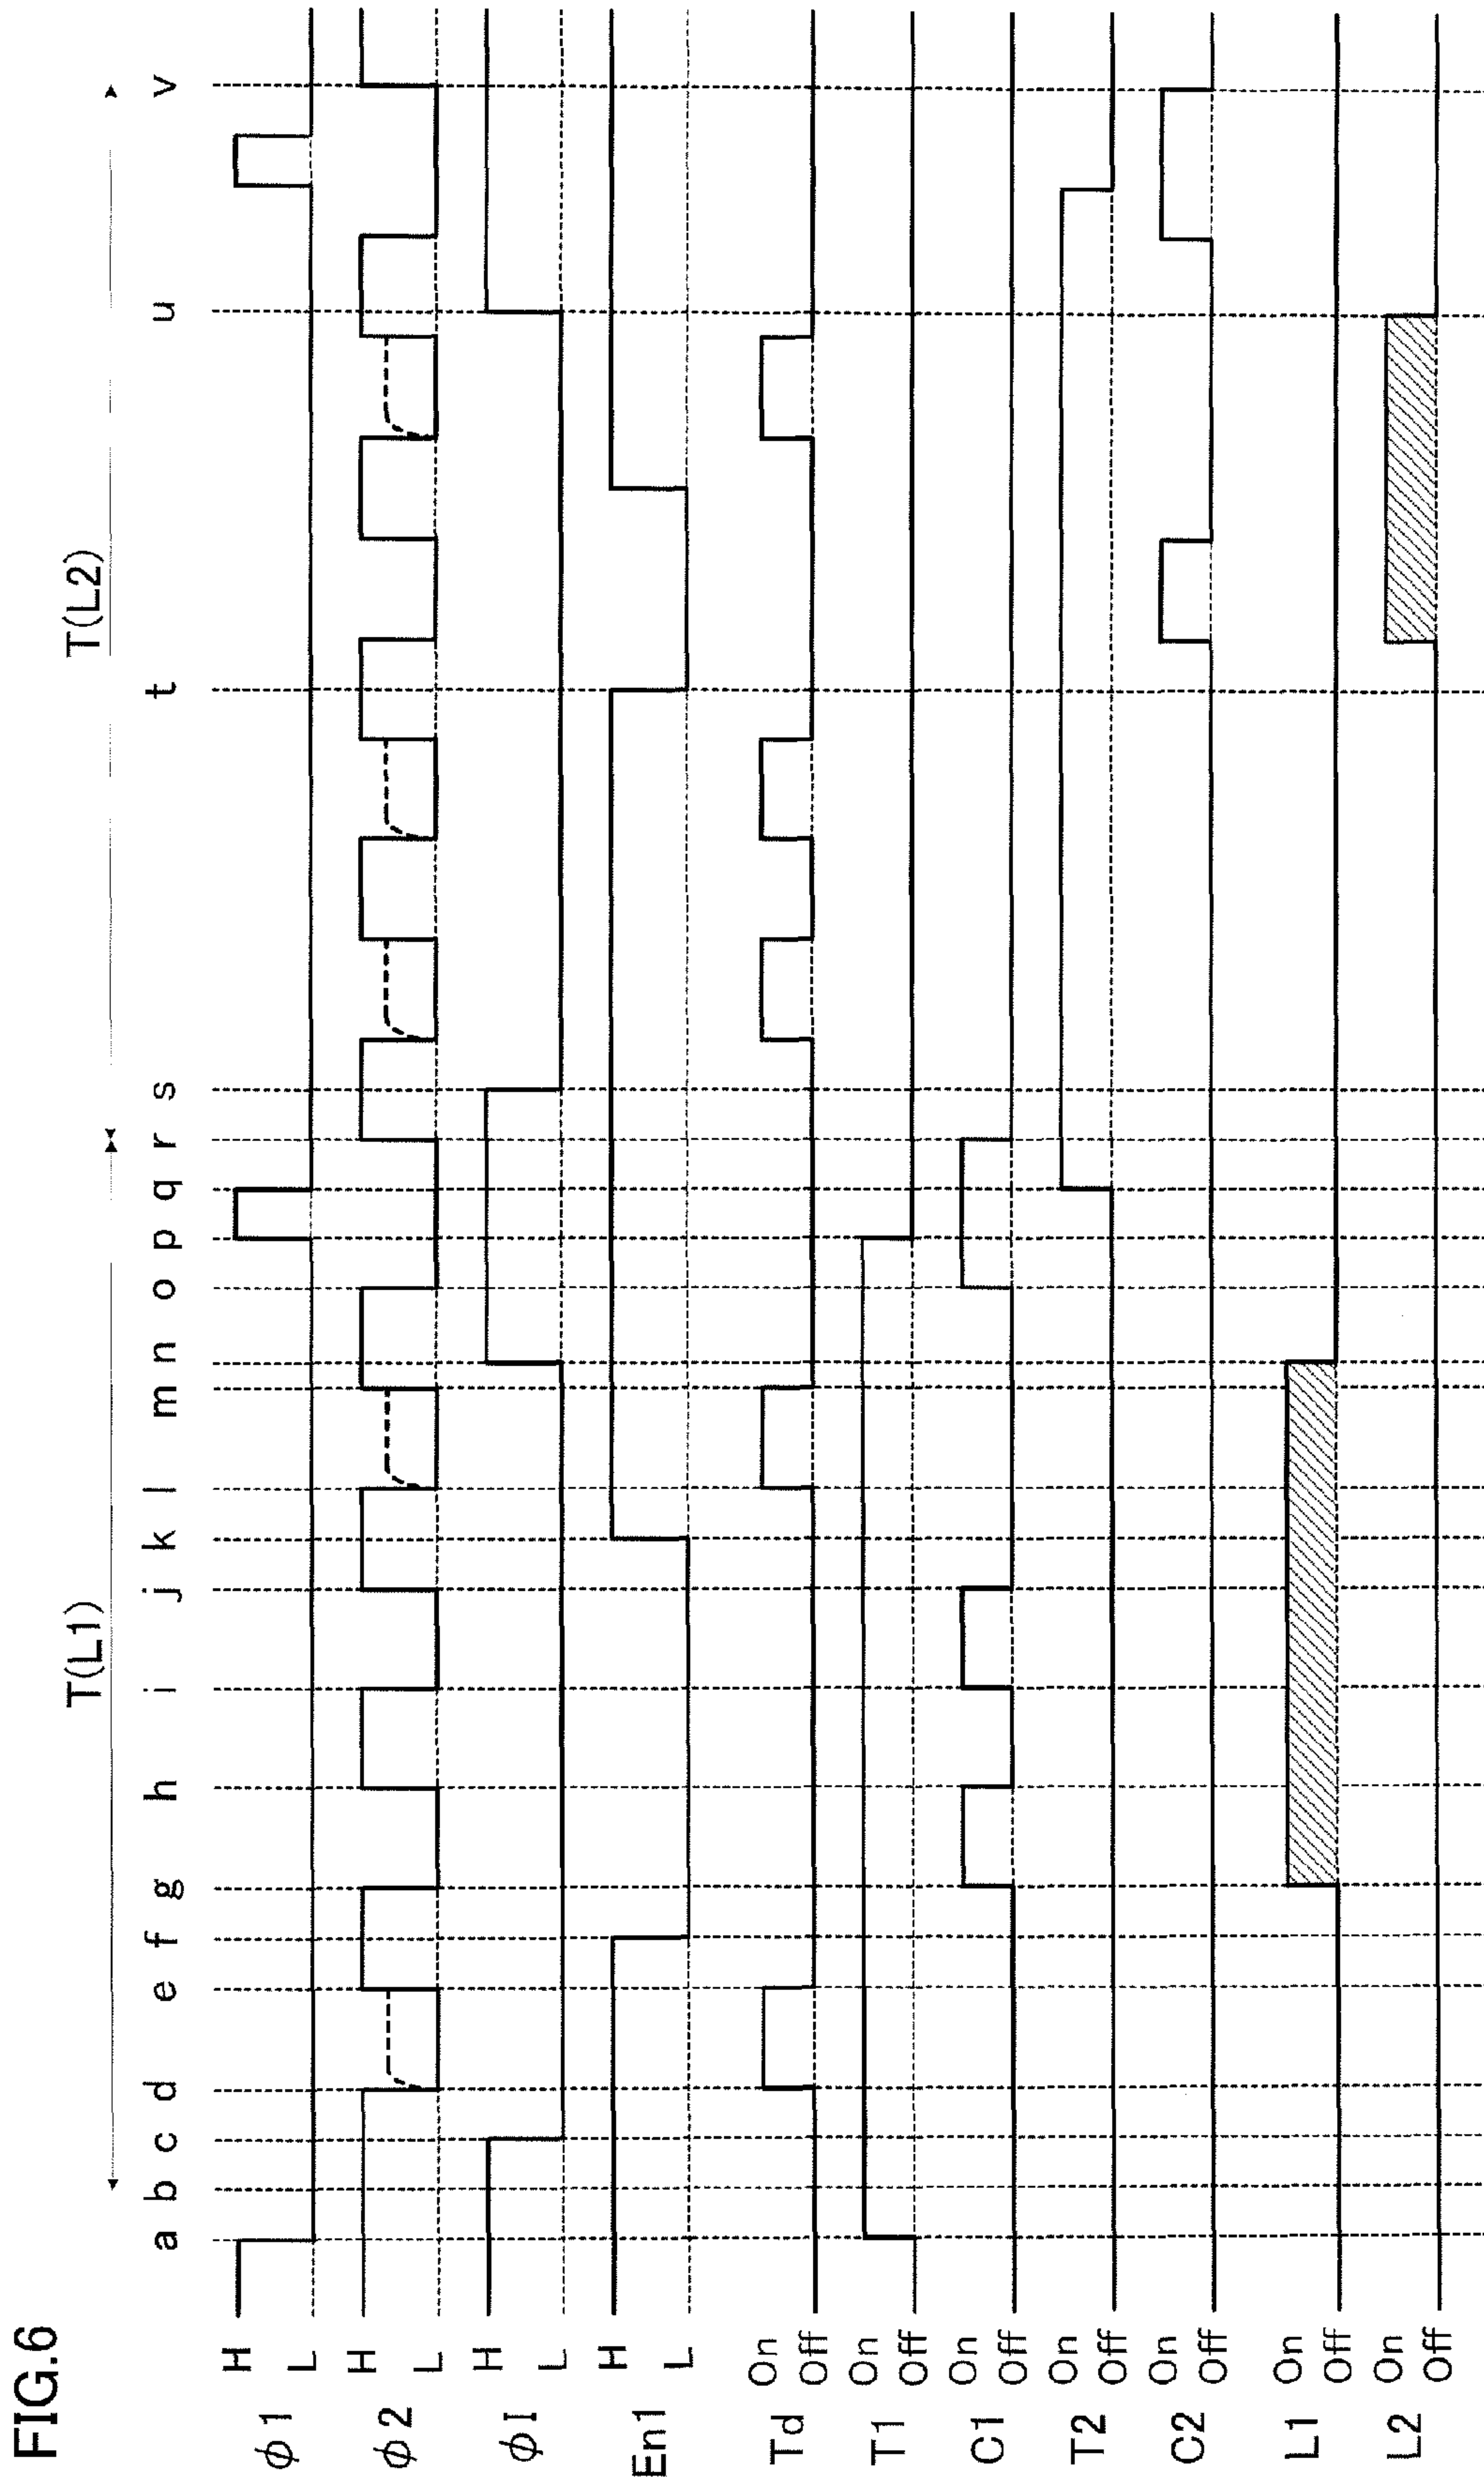 FIG.6
T(L1) T(L2)
a b c d e f g h i j k l m n o p q r s t u v
φ1 H L
φ2 H L
φI H L
En1 H L
Td On Off
T1 On Off
C1 On Off
T2 On Off
C2 On Off
L1 On Off
L2 On Off